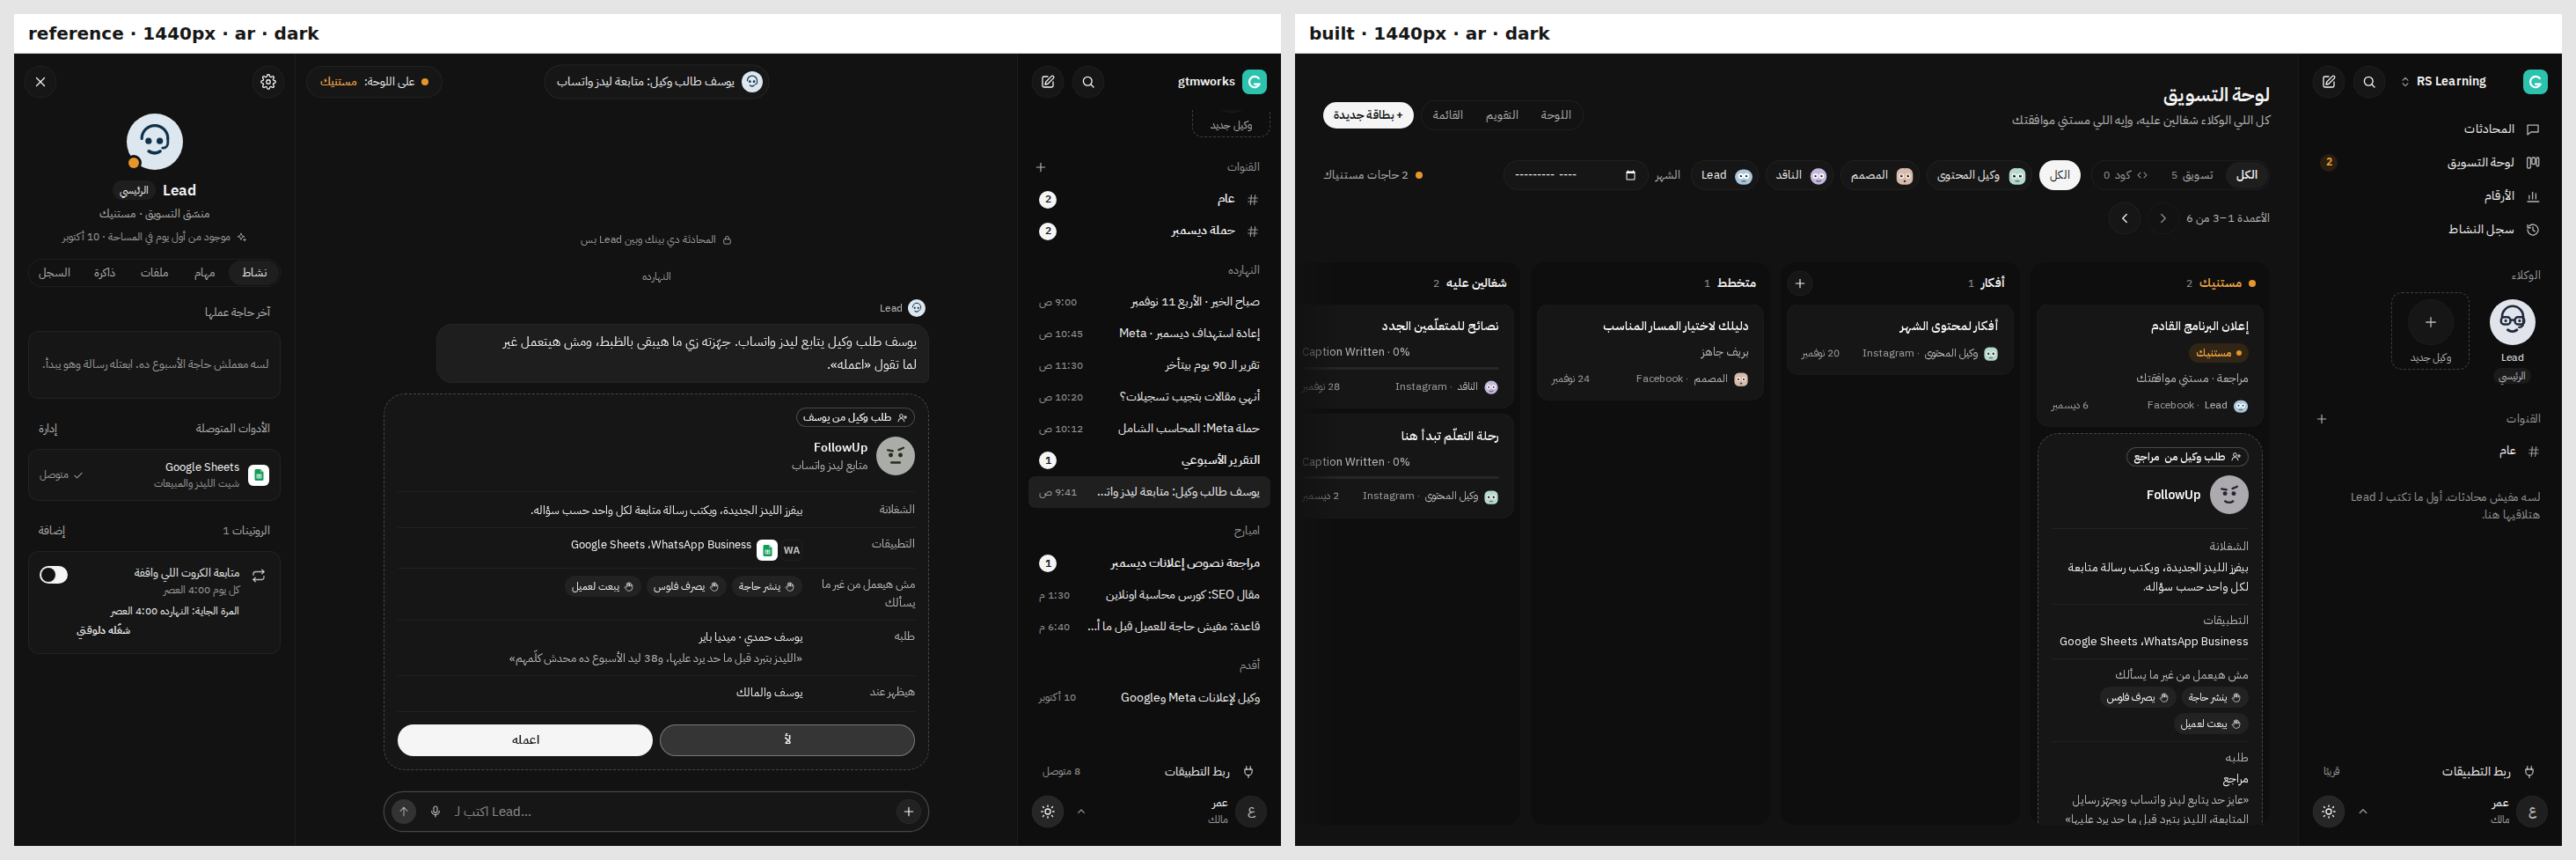 reference · 1440px · ar · dark
gtmworks
وكيل جديد
القنوات
# عام 2
# حملة ديسمبر 2
النهارده
صباح الخير · الأربع 11 نوفمبر 9:00 ص
إعادة استهداف ديسمبر · Meta 10:45 ص
تقرير الـ 90 يوم بيتأخر 11:30 ص
أنهي مقالات بتجيب تسجيلات؟ 10:20 ص
حملة Meta: المحاسب الشامل 10:12 ص
التقرير الأسبوعي 1
يوسف طالب وكيل: متابعة ليدز وات... 9:41 ص
امبارح
مراجعة نصوص إعلانات ديسمبر 1
مقال SEO: كورس محاسبة اونلاين 1:30 م
قاعدة: مفيش حاجة للعميل قبل ما أ... 6:40 م
أقدم
وكيل لإعلانات Meta وGoogle 10 أكتوبر
ربط التطبيقات 8 متوصل
ع
عمر
مالك
يوسف طالب وكيل: متابعة ليدز واتساب
على اللوحة: مستنيك
المحادثة دي بينك وبين Lead بس
النهارده
Lead
يوسف طلب وكيل يتابع ليدز واتساب. جهّزته زي ما هيبقى بالظبط، ومش هيتعمل غير
لما تقول «اعمله».
طلب وكيل من يوسف
FollowUp
متابع ليدز واتساب
الشغلانة بيفرز الليدز الجديدة، ويكتب رسالة متابعة لكل واحد حسب سؤاله.
التطبيقات WA Google Sheets ،WhatsApp Business
مش هيعمل من غير ما يسألك ينشر حاجة يصرف فلوس يبعت لعميل
طلبه يوسف حمدي · ميديا باير
«الليدز بتبرد قبل ما حد يرد عليها، و38 ليد الأسبوع ده محدش كلّمهم»
هيظهر عند يوسف والمالك
لأ
اعمله
اكتب لـ Lead...
Lead الرئيسي
منسّق التسويق · مستنيك
موجود من أول يوم في المساحة · 10 أكتوبر
نشاط مهام ملفات ذاكرة السجل
آخر حاجة عملها
لسه معملش حاجة الأسبوع ده. ابعتله رسالة وهو يبدأ.
الأدوات المتوصلة إدارة
Google Sheets متوصل
شيت الليدز والمبيعات
الروتينات 1 إضافة
متابعة الكروت اللي واقفة
كل يوم 4:00 العصر
المرة الجاية: النهارده 4:00 العصر
شغّله دلوقتي
built · 1440px · ar · dark
RS Learning
المحادثات
لوحة التسويق 2
الأرقام
سجل النشاط
الوكلاء
Lead
الرئيسي
وكيل جديد
القنوات
# عام
لسه مفيش محادثات. أول ما تكتب لـ Lead
هتلاقيها هنا.
ربط التطبيقات قريبًا
ع
عمر
مالك
لوحة التسويق
كل اللي الوكلاء شغالين عليه، وإيه اللي مستني موافقتك
اللوحة التقويم القائمة
+ بطاقة جديدة
الكل تسويق 5 كود 0
الكل وكيل المحتوى المصمم الناقد Lead
الشهر --------- ----
2 حاجات مستنياك
الأعمدة 1–3 من 6
مستنيك 2
إعلان البرنامج القادم
مستنيك
مراجعة · مستني موافقتك
Lead · Facebook 6 ديسمبر
طلب وكيل من مراجع
FollowUp
الشغلانة
بيفرز الليدز الجديدة، ويكتب رسالة متابعة
لكل واحد حسب سؤاله.
التطبيقات
Google Sheets ،WhatsApp Business
مش هيعمل من غير ما يسألك
ينشر حاجة يصرف فلوس
يبعت لعميل
طلبه
مراجع
«عايز حد يتابع ليدز واتساب ويجهّز رسايل
المتابعة، الليدز بتبرد قبل ما حد يرد عليها»
أفكار 1
أفكار لمحتوى الشهر
وكيل المحتوى · Instagram 20 نوفمبر
متخطط 1
دليلك لاختيار المسار المناسب
بريف جاهز
المصمم · Facebook 24 نوفمبر
شغالين عليه 2
نصائح للمتعلّمين الجدد
Caption Written · 0%
الناقد · Instagram 28 نوفمبر
رحلة التعلّم تبدأ هنا
Caption Written · 0%
وكيل المحتوى · Instagram 2 ديسمبر